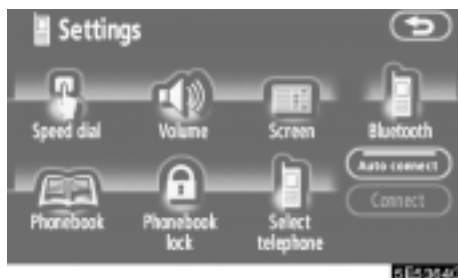 Settings
Speed dial
Volume
Screen
Bluetooth
Auto connect
Connect
Phonebook
Phonebook
lock
Select
telephone